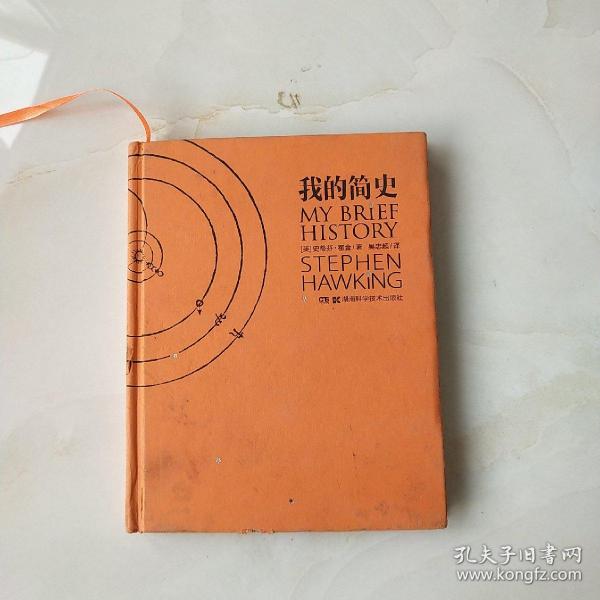 我的简史
MY BRiEF
HISTORY
[英]史蒂芬·霍金/著 吴忠超/译
STEPHEN
HAWKiNG
湖南科学技术出版社
孔夫子旧书网
www.kongfz.com